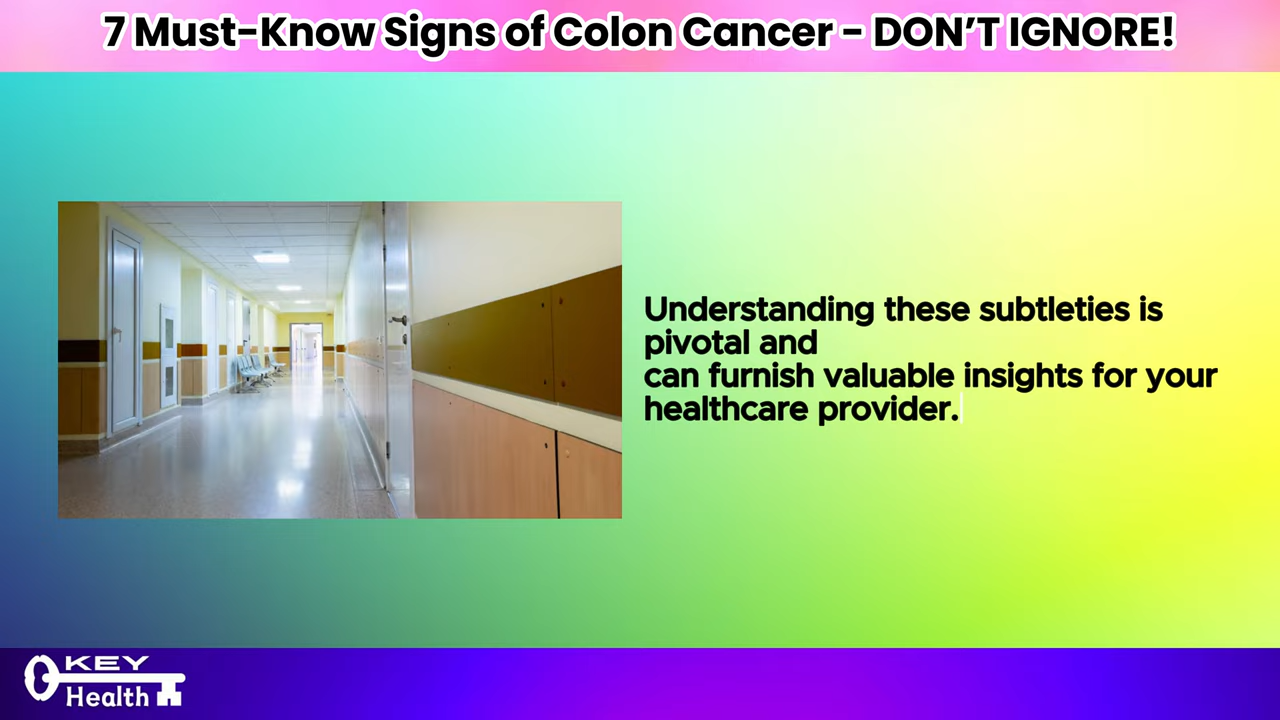 7 Must-Know Signs of Colon Cancer - DON'T IGNORE!
Understanding these subtleties is
pivotal and
can furnish valuable insights for your
healthcare provider.
KEY
Health